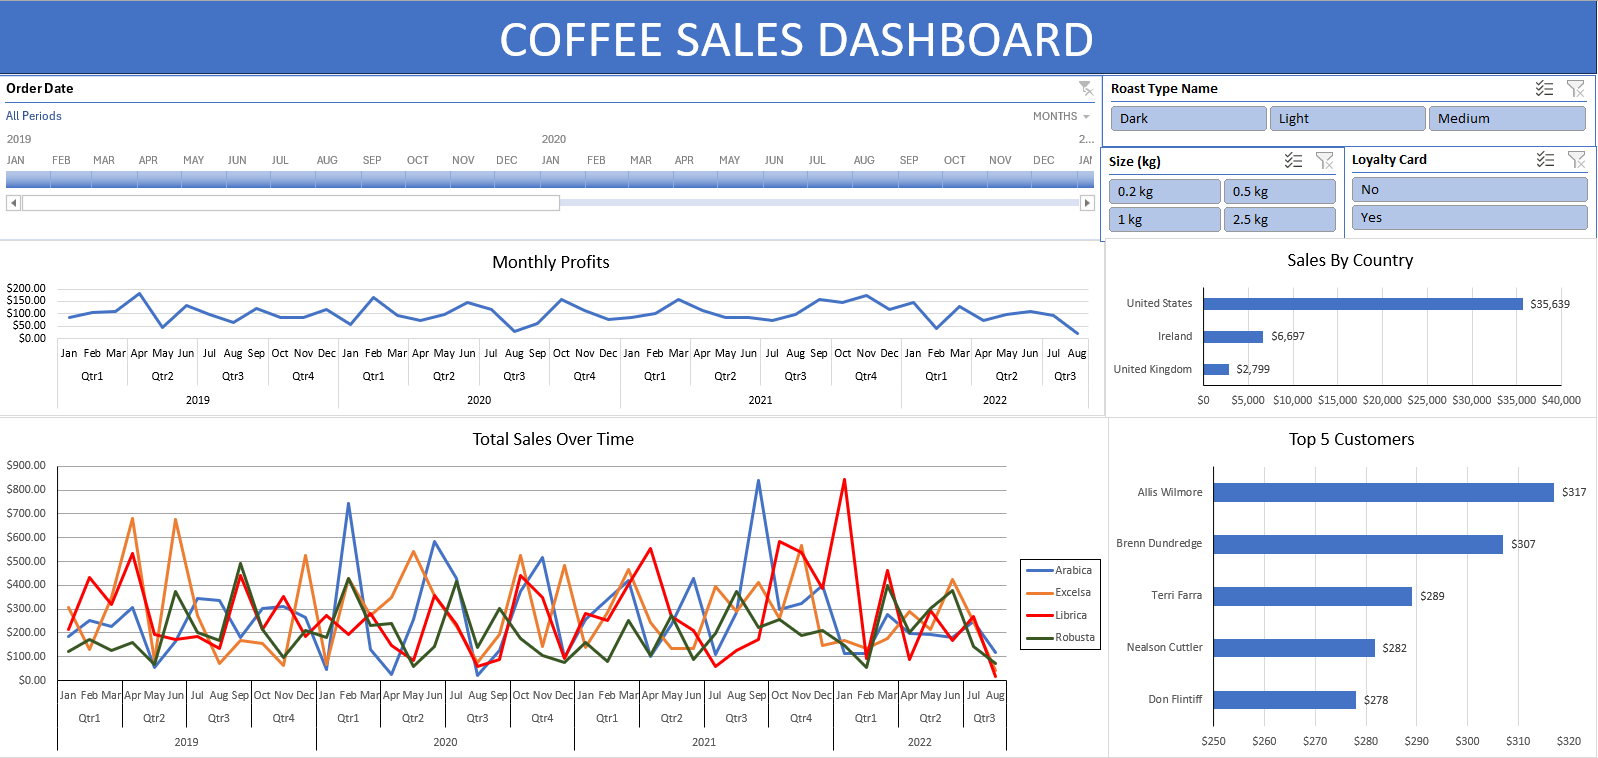 COFFEE SALES DASHBOARD
Order Date
All Periods
MONTHS
2019 2020 2...
JAN FEB MAR APR MAY JUN JUL AUG SEP OCT NOV DEC JAN FEB MAR APR MAY JUN JUL AUG SEP OCT NOV DEC JAN
Roast Type Name
Dark Light Medium
Size (kg)
0.2 kg 0.5 kg
1 kg 2.5 kg
Loyalty Card
No
Yes
Monthly Profits
$200.00
$150.00
$100.00
$50.00
$0.00
Jan Feb Mar Apr May Jun Jul Aug Sep Oct Nov Dec Jan Feb Mar Apr May Jun Jul Aug Sep Oct Nov Dec Jan Feb Mar Apr May Jun Jul Aug Sep Oct Nov Dec Jan Feb Mar Apr May Jun Jul Aug
Qtr1 Qtr2 Qtr3 Qtr4 Qtr1 Qtr2 Qtr3 Qtr4 Qtr1 Qtr2 Qtr3 Qtr4 Qtr1 Qtr2 Qtr3
2019 2020 2021 2022
Sales By Country
United States $35,639
Ireland $6,697
United Kingdom $2,799
$0 $5,000 $10,000 $15,000 $20,000 $25,000 $30,000 $35,000 $40,000
Total Sales Over Time
$900.00
$800.00
$700.00
$600.00
$500.00
$400.00
$300.00
$200.00
$100.00
$0.00
Jan Feb Mar Apr May Jun Jul Aug Sep Oct Nov Dec Jan Feb Mar Apr May Jun Jul Aug Sep Oct Nov Dec Jan Feb Mar Apr May Jun Jul Aug Sep Oct Nov Dec Jan Feb Mar Apr May Jun Jul Aug
Qtr1 Qtr2 Qtr3 Qtr4 Qtr1 Qtr2 Qtr3 Qtr4 Qtr1 Qtr2 Qtr3 Qtr4 Qtr1 Qtr2 Qtr3
2019 2020 2021 2022
Arabica
Excelsa
Librica
Robusta
Top 5 Customers
Allis Wilmore $317
Brenn Dundredge $307
Terri Farra $289
Nealson Cuttler $282
Don Flintiff $278
$250 $260 $270 $280 $290 $300 $310 $320